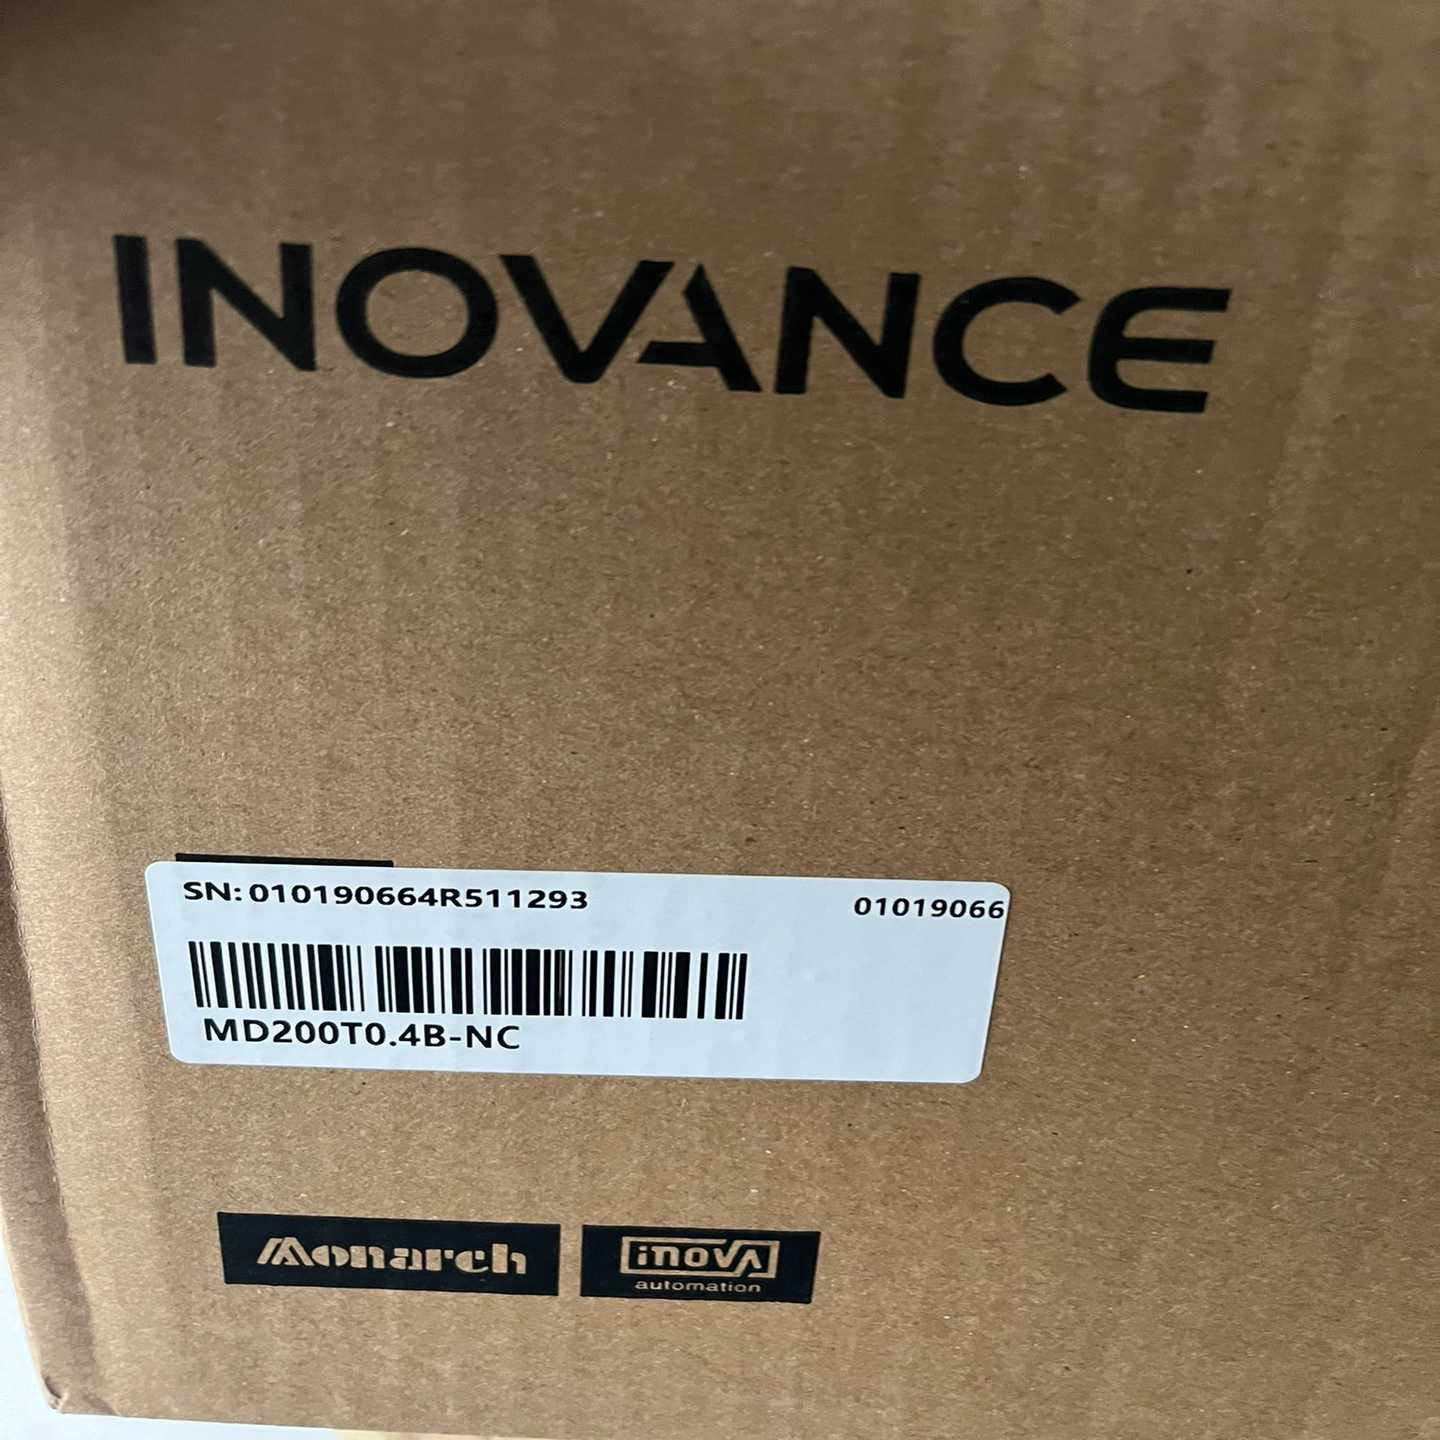 INOVANCE
SN: 010190664R511293
01019066
MD200T0.4B-NC
Monarch
inovA
automation